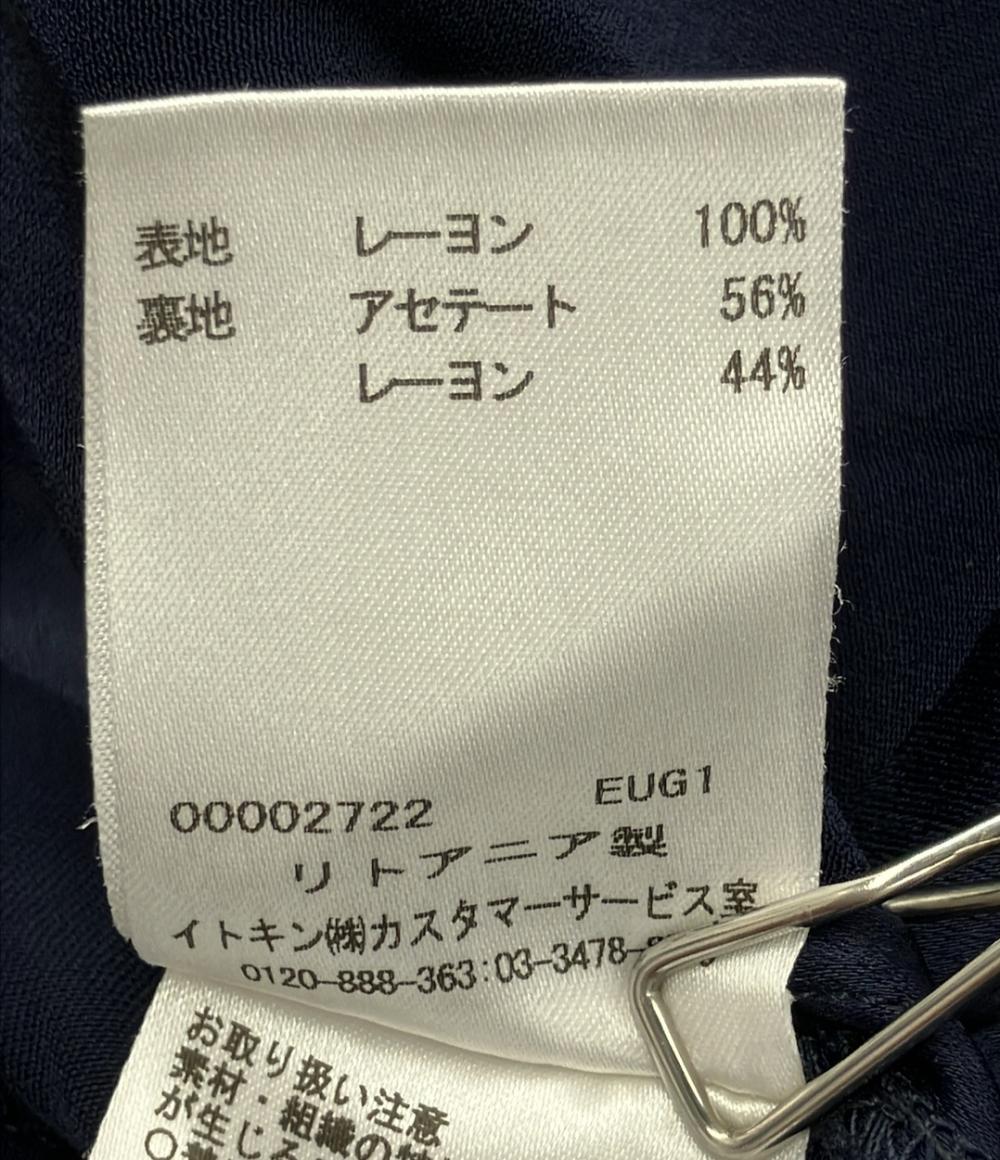 表地 レーヨン 100%
裏地 アセテート 56%
レーヨン 44%
00002722 EUG1
リトアニア製
イトキン㈱カスタマーサービス室
0120-888-363:03-3478-8
お取り扱い注意
素材・組織の特
が生じる